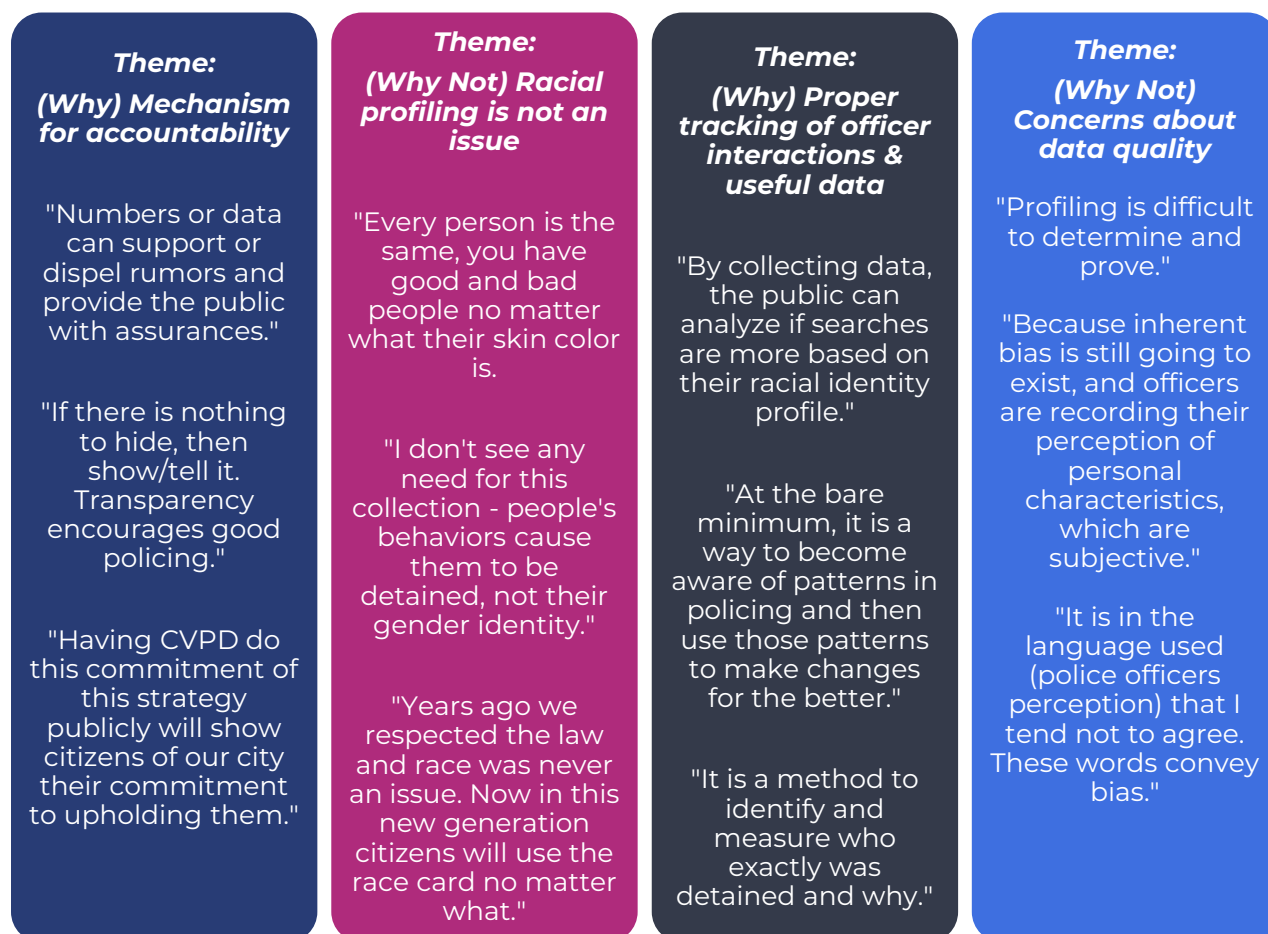 Theme:
(Why) Mechanism
for accountability
"Numbers or data
can support or
dispel rumors and
provide the public
with assurances."
"If there is nothing
to hide, then
show/tell it.
Transparency
encourages good
policing."
"Having CVPD do
this commitment of
this strategy
publicly will show
citizens of our city
their commitment
to upholding them."
Theme:
(Why Not) Racial
profiling is not an
issue
"Every person is the
same, you have
good and bad
people no matter
what their skin color
is.
"I don't see any
need for this
collection - people's
behaviors cause
them to be
detained, not their
gender identity."
"Years ago we
respected the law
and race was never
an issue. Now in this
new generation
citizens will use the
race card no matter
what."
Theme:
(Why) Proper
tracking of officer
interactions &
useful data
"By collecting data,
the public can
analyze if searches
are more based on
their racial identity
profile."
"At the bare
minimum, it is a
way to become
aware of patterns in
policing and then
use those patterns
to make changes
for the better."
"It is a method to
identify and
measure who
exactly was
detained and why."
Theme:
(Why Not)
Concerns about
data quality
"Profiling is difficult
to determine and
prove."
"Because inherent
bias is still going to
exist, and officers
are recording their
perception of
personal
characteristics,
which are
subjective."
"It is in the
language used
(police officers
perception) that I
tend not to agree.
These words convey
bias."